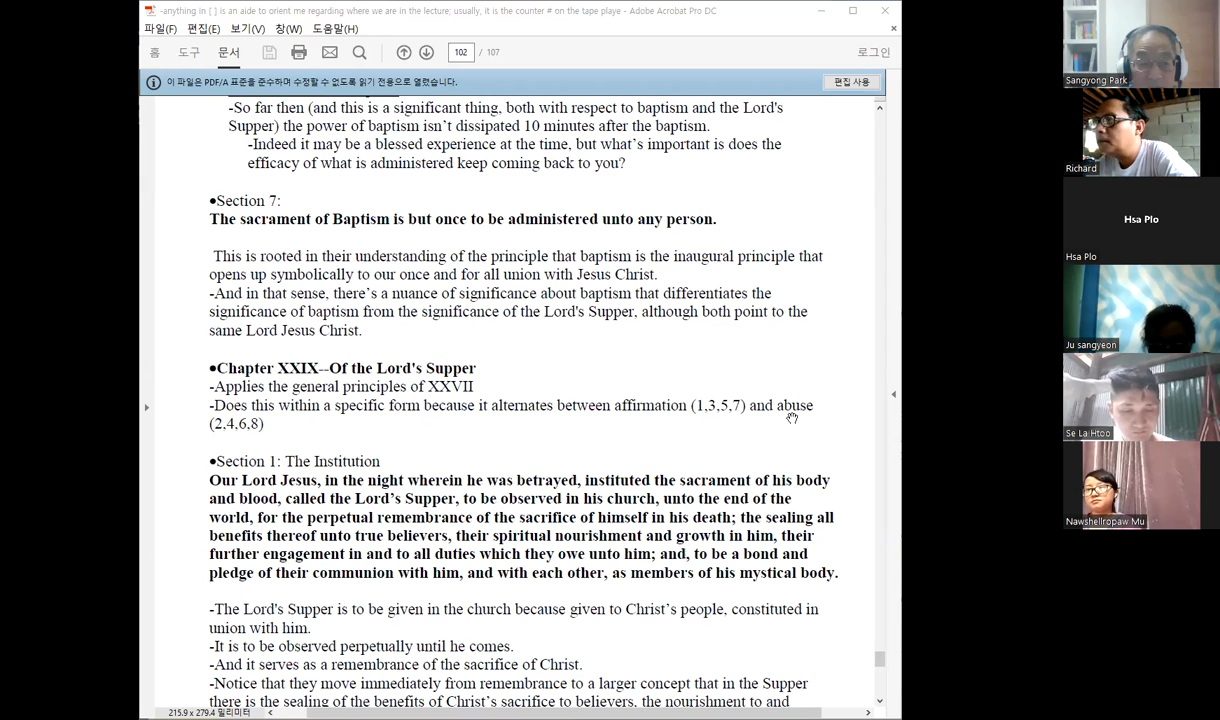 -anything in [ ] is an aide to orient me regarding where we are in the lecture; usually, it is the counter # on the tape playe - Adobe Acrobat Pro DC
파일(F) 편집(E) 보기(V) 창(W) 도움말(H)
홈 도구 문서 102 / 107 로그인
이 파일은 PDF/A 표준을 준수하며 수정할 수 없도록 읽기 전용으로 열렸습니다. 편집 사용
-So far then (and this is a significant thing, both with respect to baptism and the Lord's
Supper) the power of baptism isn't dissipated 10 minutes after the baptism.
-Indeed it may be a blessed experience at the time, but what's important is does the
efficacy of what is administered keep coming back to you?
•Section 7:
The sacrament of Baptism is but once to be administered unto any person.
This is rooted in their understanding of the principle that baptism is the inaugural principle that
opens up symbolically to our once and for all union with Jesus Christ.
-And in that sense, there's a nuance of significance about baptism that differentiates the
significance of baptism from the significance of the Lord's Supper, although both point to the
same Lord Jesus Christ.
•Chapter XXIX--Of the Lord's Supper
-Applies the general principles of XXVII
-Does this within a specific form because it alternates between affirmation (1,3,5,7) and abuse
(2,4,6,8)
•Section 1: The Institution
Our Lord Jesus, in the night wherein he was betrayed, instituted the sacrament of his body
and blood, called the Lord's Supper, to be observed in his church, unto the end of the
world, for the perpetual remembrance of the sacrifice of himself in his death; the sealing all
benefits thereof unto true believers, their spiritual nourishment and growth in him, their
further engagement in and to all duties which they owe unto him; and, to be a bond and
pledge of their communion with him, and with each other, as members of his mystical body.
-The Lord's Supper is to be given in the church because given to Christ's people, constituted in
union with him.
-It is to be observed perpetually until he comes.
-And it serves as a remembrance of the sacrifice of Christ.
-Notice that they move immediately from remembrance to a larger concept that in the Supper
there is the sealing of the benefits of Christ's sacrifice to believers, the nourishment to and
215.9 x 279.4 밀리미터
Sangyong Park
Richard
Hsa Plo
Hsa Plo
Ju sangyeon
Se La Htoo
Nawshellropaw Mu